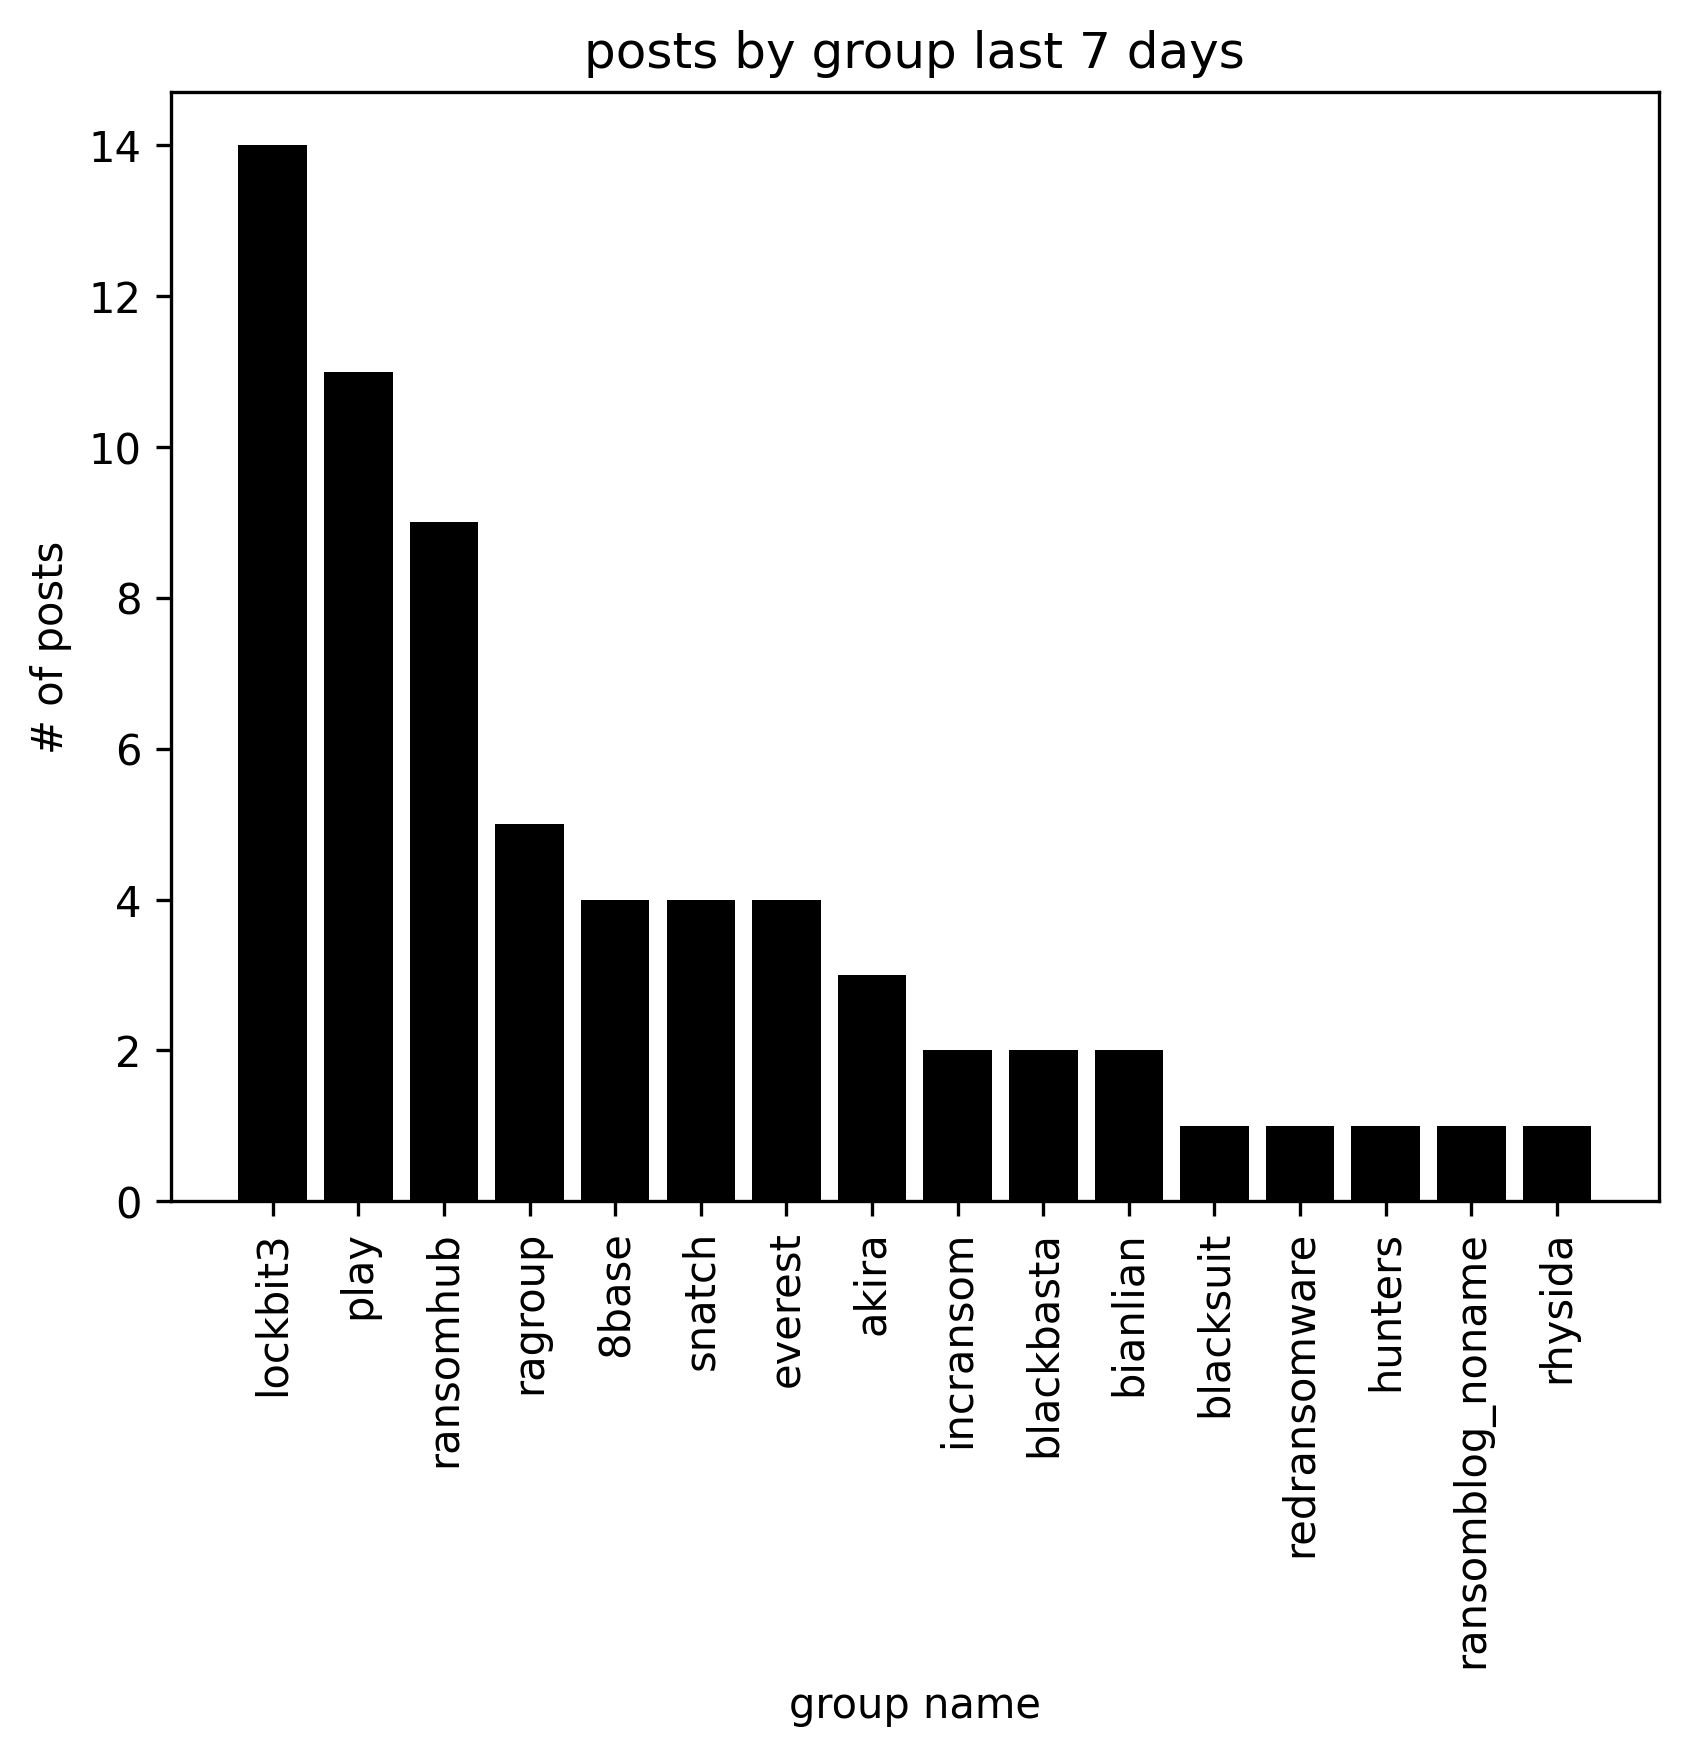 posts by group last 7 days
# of posts
14
12
10
8
6
4
2
0
lockbit3
play
ransomhub
ragroup
8base
snatch
everest
akira
incransom
blackbasta
bianlian
blacksuit
redransomware
hunters
ransomblog_noname
rhysida
group name